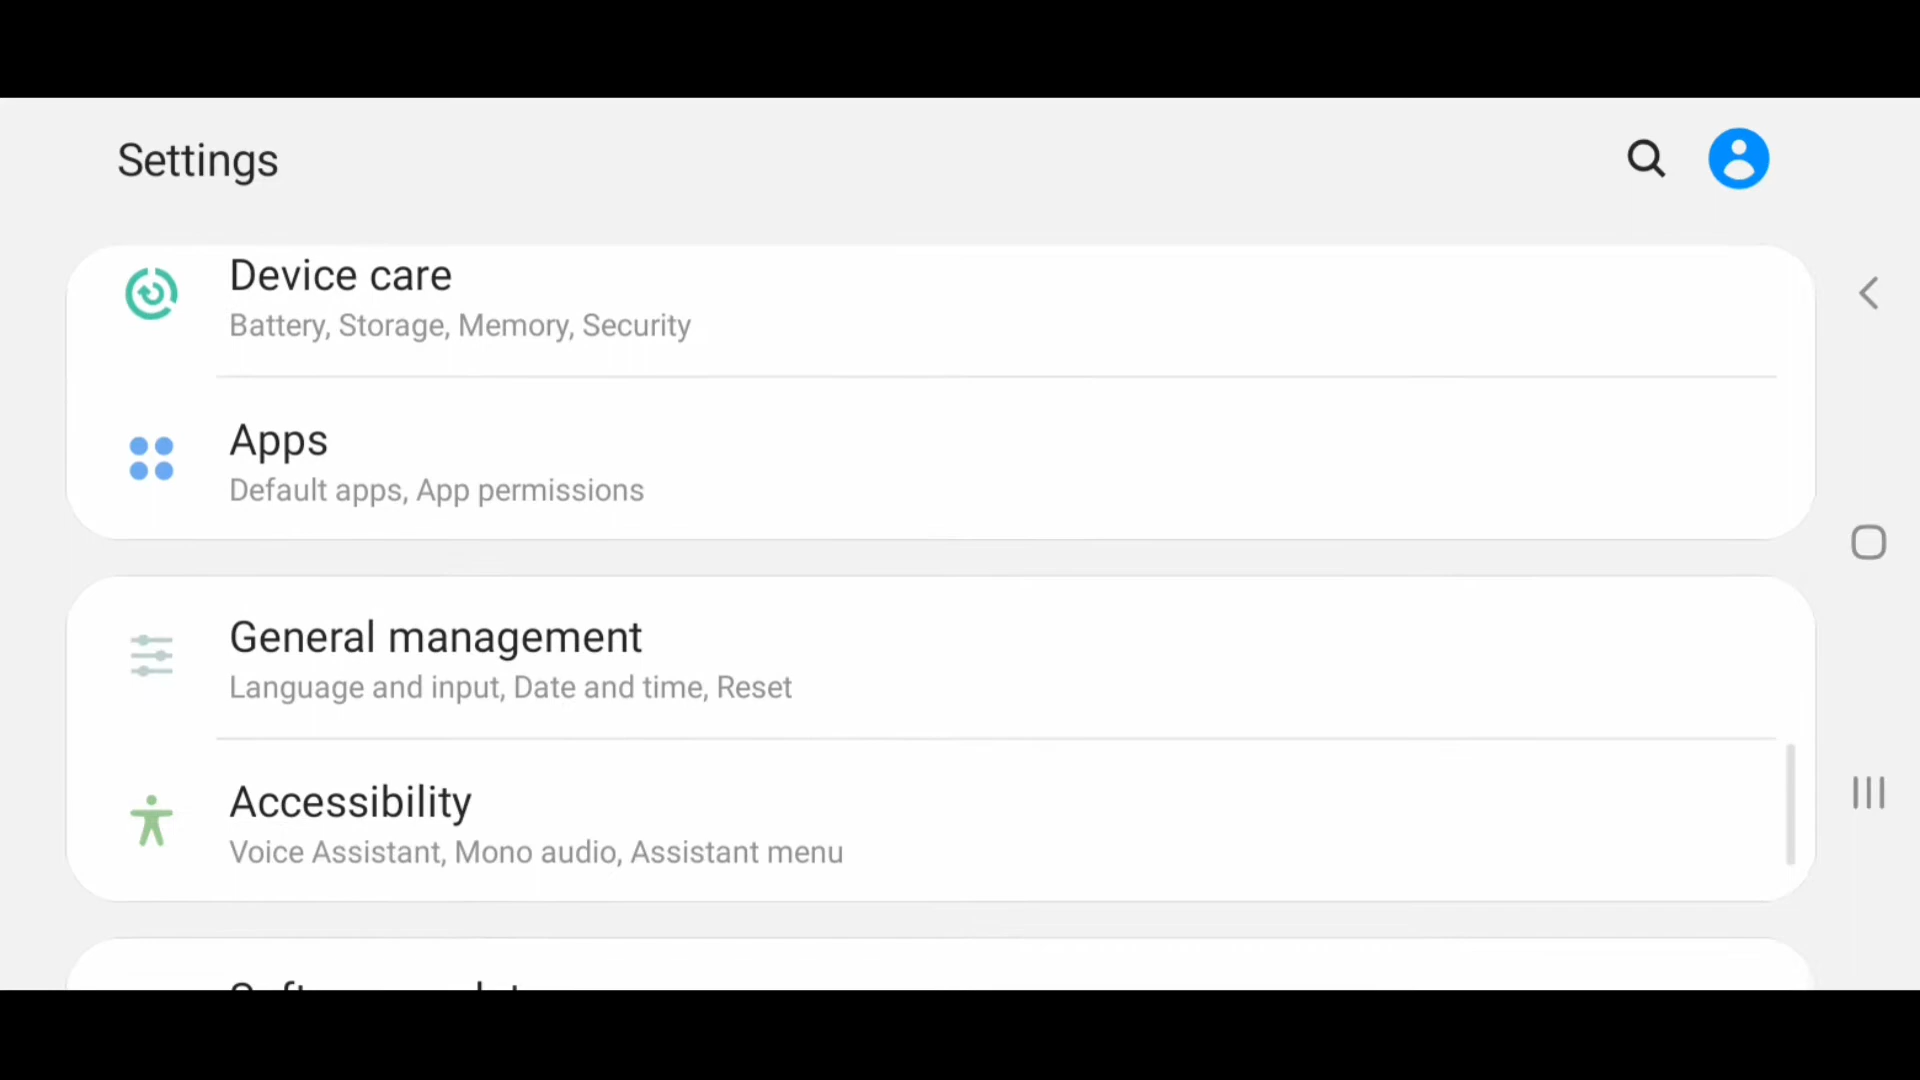 Settings
Device care
Battery, Storage, Memory, Security
Apps
Default apps, App permissions
General management
Language and input, Date and time, Reset
Accessibility
Voice Assistant, Mono audio, Assistant menu